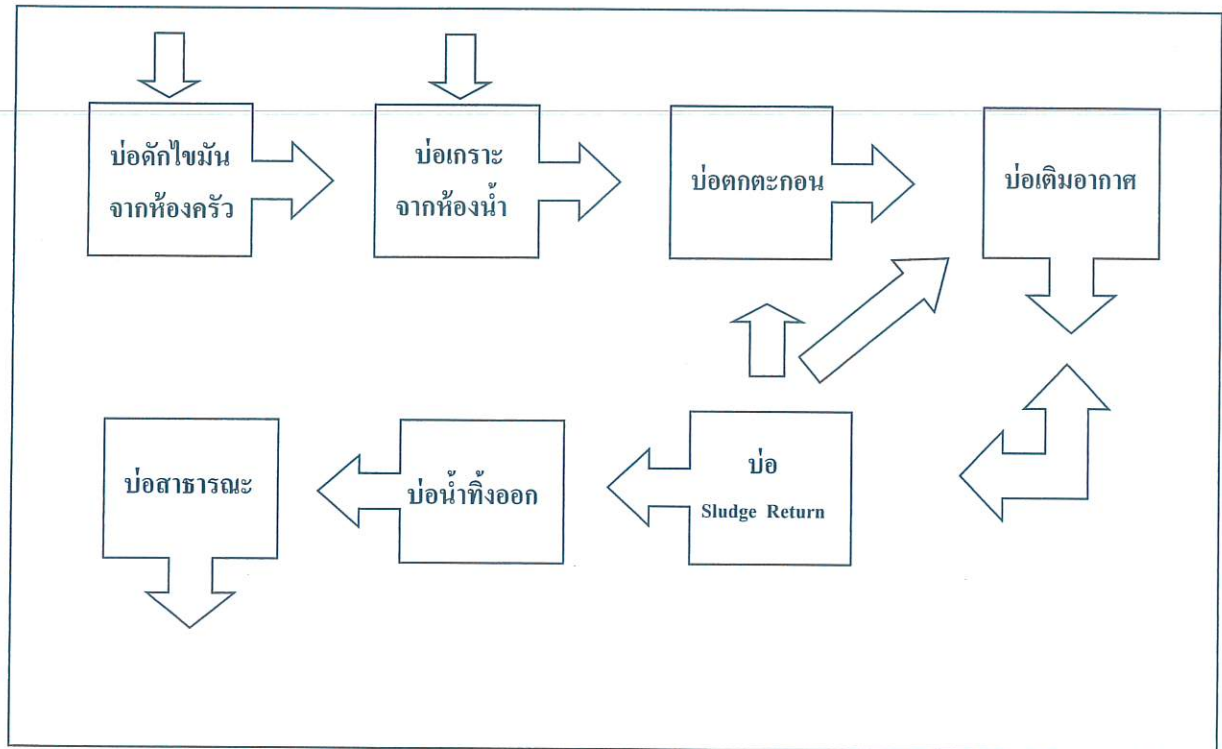 บ่อดักไขมัน
จากห้องครัว
บ่อเกราะ
จากห้องน้ำ
บ่อตกตะกอน
บ่อเติมอากาศ
บ่อสาธารณะ
บ่อน้ำทิ้งออก
บ่อ
Sludge Return